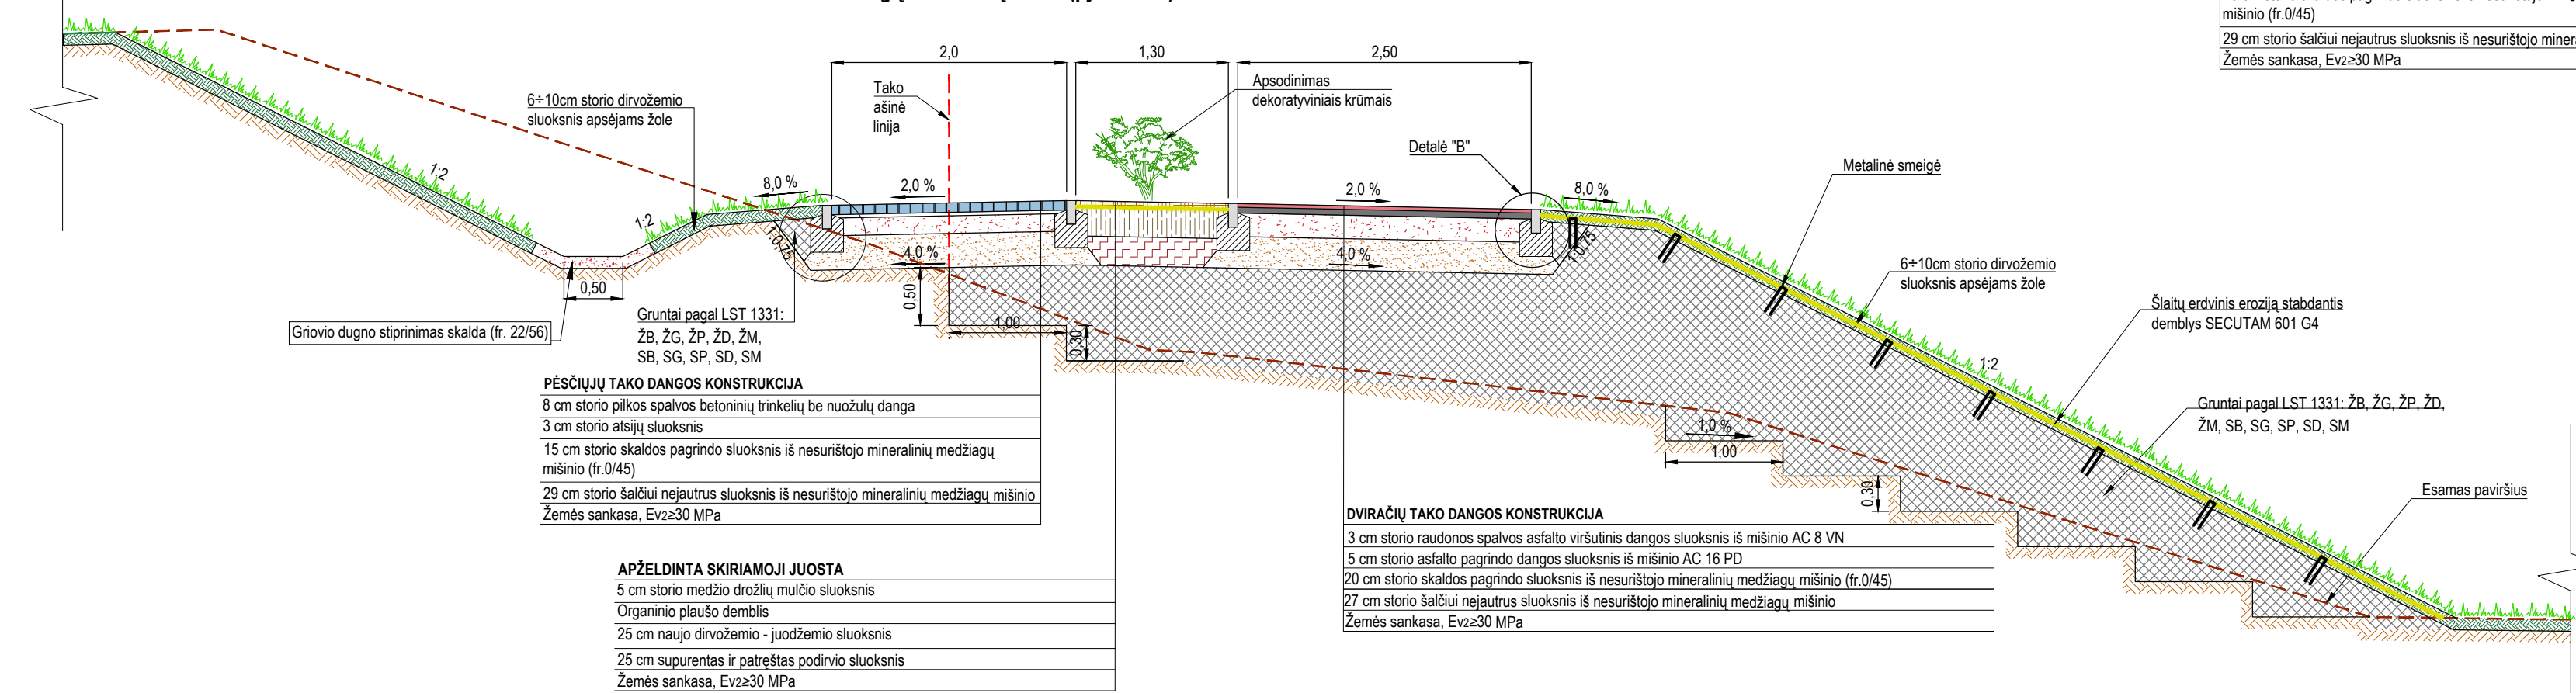 mišinio (fr.0/45)
29 cm storio šalčiui nejautrus sluoksnis iš nesurištojo
Žemės sankasa, Ev2≥30 MPa
2,0
1,30
2,50
Tako
ašinė
linija
Apsodinimas
dekoratyviniais krūmais
6÷10cm storio dirvožemio
sluoksnis apsėjams žole
Detalė "B"
Metalinė smeigė
1:2
1:2
8,0 %
2,0 %
2,0 %
8,0 %
1:0,75
4,0 %
4,0 %
1:0,75
6÷10cm storio dirvožemio
sluoksnis apsėjams žole
Šlaitų erdvinis eroziją stabdantis
demblys SECUTAM 601 G4
0,50
0,50
1,00
0,30
Griovio dugno stiprinimas skalda (fr. 22/56)
Gruntai pagal LST 1331:
ŽB, ŽG, ŽP, ŽD, ŽM,
SB, SG, SP, SD, SM
1:2
Gruntai pagal LST 1331: ŽB, ŽG, ŽP, ŽD,
ŽM, SB, SG, SP, SD, SM
1,0 %
1,00
0,30
Esamas paviršius
PĖSČIŲJŲ TAKO DANGOS KONSTRUKCIJA
8 cm storio pilkos spalvos betoninių trinkelių be nuožulų danga
3 cm storio atsijų sluoksnis
15 cm storio skaldos pagrindo sluoksnis iš nesurištojo mineralinių medžiagų
mišinio (fr.0/45)
29 cm storio šalčiui nejautrus sluoksnis iš nesurištojo mineralinių medžiagų mišinio
Žemės sankasa, Ev2≥30 MPa
DVIRAČIŲ TAKO DANGOS KONSTRUKCIJA
3 cm storio raudonos spalvos asfalto viršutinis dangos sluoksnis iš mišinio AC 8 VN
5 cm storio asfalto pagrindo dangos sluoksnis iš mišinio AC 16 PD
20 cm storio skaldos pagrindo sluoksnis iš nesurištojo mineralinių medžiagų mišinio (fr.0/45)
27 cm storio šalčiui nejautrus sluoksnis iš nesurištojo mineralinių medžiagų mišinio
Žemės sankasa, Ev2≥30 MPa
APŽELDINTA SKIRIAMOJI JUOSTA
5 cm storio medžio drožlių mulčio sluoksnis
Organinio plaušo demblis
25 cm naujo dirvožemio - juodžemio sluoksnis
25 cm supurentas ir patręštas podirvio sluoksnis
Žemės sankasa, Ev2≥30 MPa